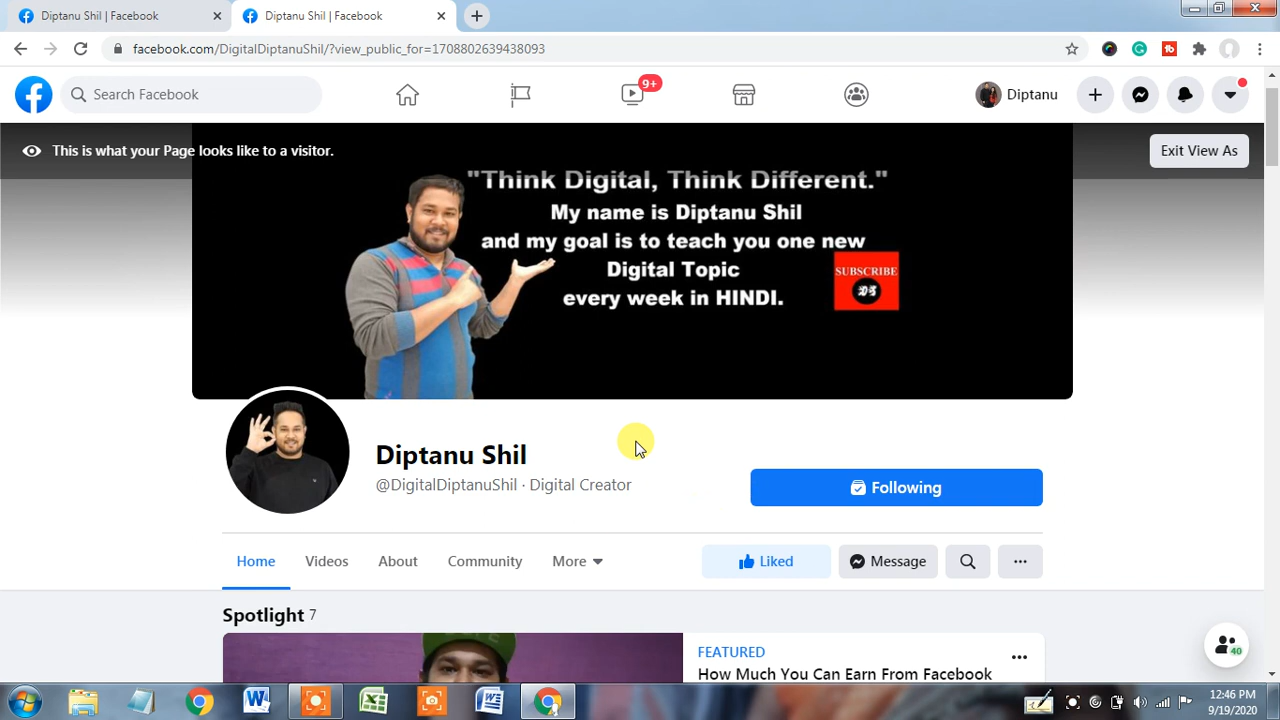 Diptanu Shil | Facebook
Diptanu Shil | Facebook
facebook.com/DigitalDiptanuShil/?view_public_for=1708802639438093
Search Facebook
9+
Diptanu
This is what your Page looks like to a visitor.
Exit View As
"Think Digital, Think Different."
My name is Diptanu Shil
and my goal is to teach you one new
Digital Topic
every week in HINDI.
SUBSCRIBE
DS
Diptanu Shil
@DigitalDiptanuShil · Digital Creator
Following
Home
Videos
About
Community
More
Liked
Message
Spotlight 7
FEATURED
How Much You Can Earn From Facebook
40
12:46 PM
9/19/2020